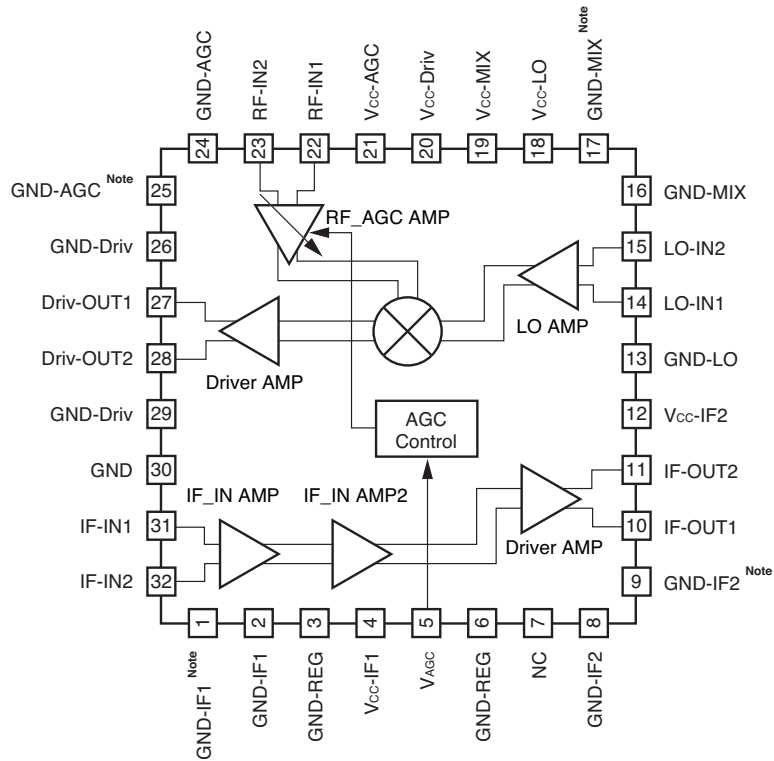 GND-AGC
RF-IN2
RF-IN1
VCC-AGC
VCC-Driv
VCC-MIX
VCC-LO
GND-MIX Note
24
23
22
21
20
19
18
17
GND-AGC Note
25
16
GND-MIX
RF_AGC AMP
GND-Driv
26
15
LO-IN2
Driv-OUT1
27
14
LO-IN1
LO AMP
Driv-OUT2
28
13
GND-LO
Driver AMP
GND-Driv
29
12
VCC-IF2
AGC
Control
GND
30
11
IF-OUT2
IF_IN AMP
IF_IN AMP2
IF-IN1
31
10
IF-OUT1
Driver AMP
IF-IN2
32
9
GND-IF2 Note
1
2
3
4
5
6
7
8
GND-IF1 Note
GND-IF1
GND-REG
VCC-IF1
VAGC
GND-REG
NC
GND-IF2